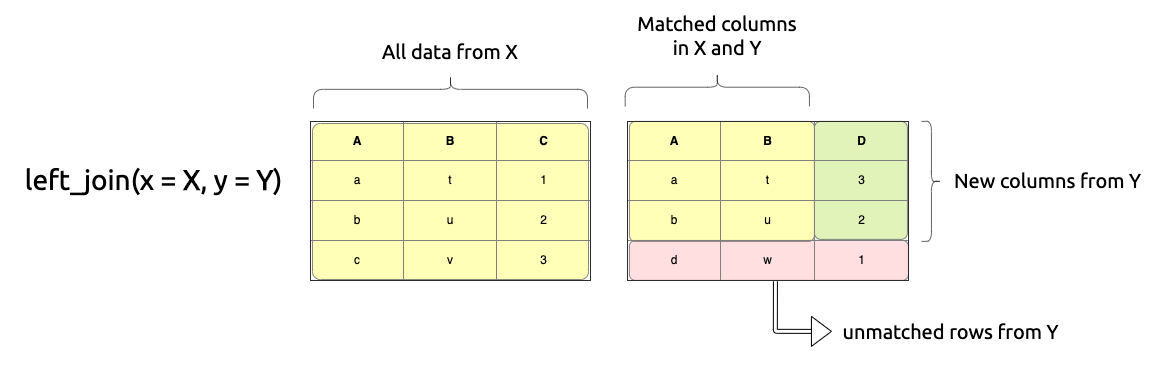 Matched columns
in X and Y
All data from X
left_join(x = X, y = Y)
A B C
a t 1
b u 2
c v 3
A B D
a t 3
b u 2
d w 1
New columns from Y
unmatched rows from Y